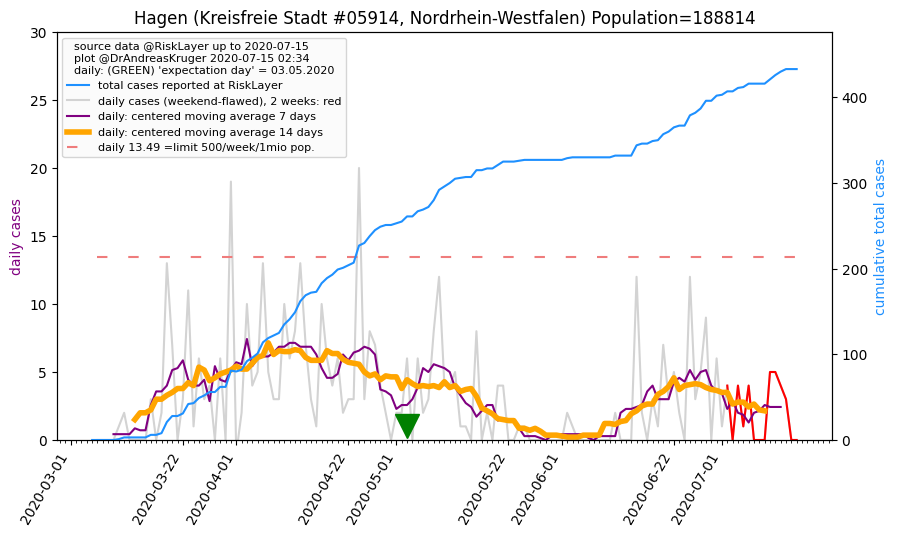 Hagen (Kreisfreie Stadt #05914, Nordrhein-Westfalen) Population=188814
source data @RiskLayer up to 2020-07-15
plot @DrAndreasKruger 2020-07-15 02:34
daily: (GREEN) 'expectation day' = 03.05.2020
total cases reported at RiskLayer
daily cases (weekend-flawed), 2 weeks: red
daily: centered moving average 7 days
daily: centered moving average 14 days
daily 13.49 =limit 500/week/1mio pop.
daily cases
30
25
20
15
10
5
0
cumulative total cases
400
300
200
100
0
2020-03-01
2020-03-22
2020-04-01
2020-04-22
2020-05-01
2020-05-22
2020-06-01
2020-06-22
2020-07-01